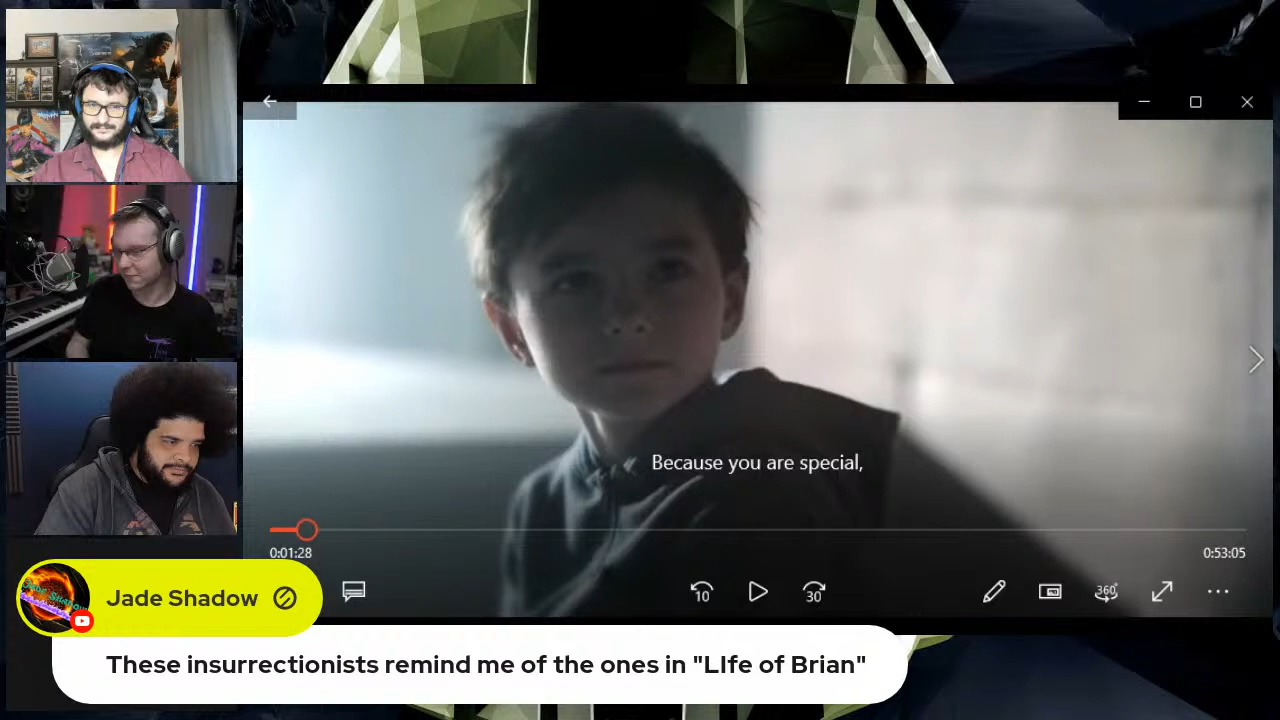 Because you are special,
0:01:28
0:53:05
10
30
360°
Jade Shadow
These insurrectionists remind me of the ones in "LIfe of Brian"